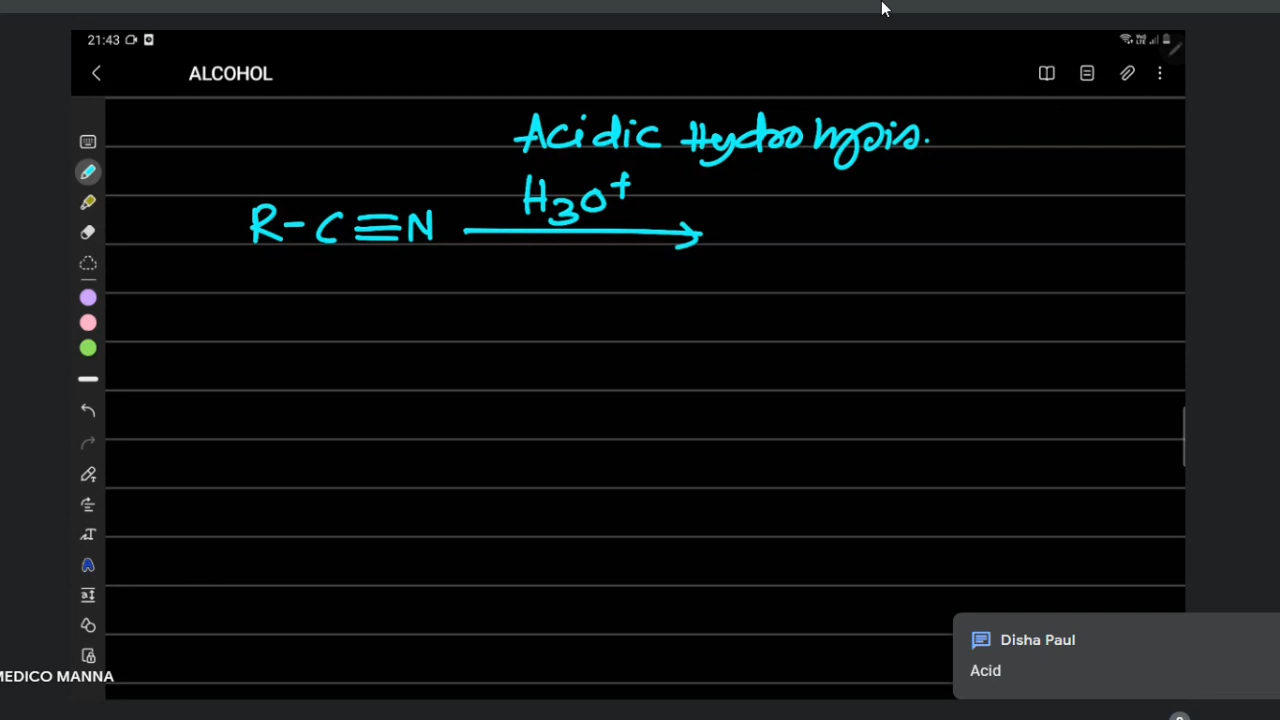 21:43
ALCOHOL
Acidic Hydrolysis.
H3O+
R-C≡N
Disha Paul
Acid
MEDICO MANNA